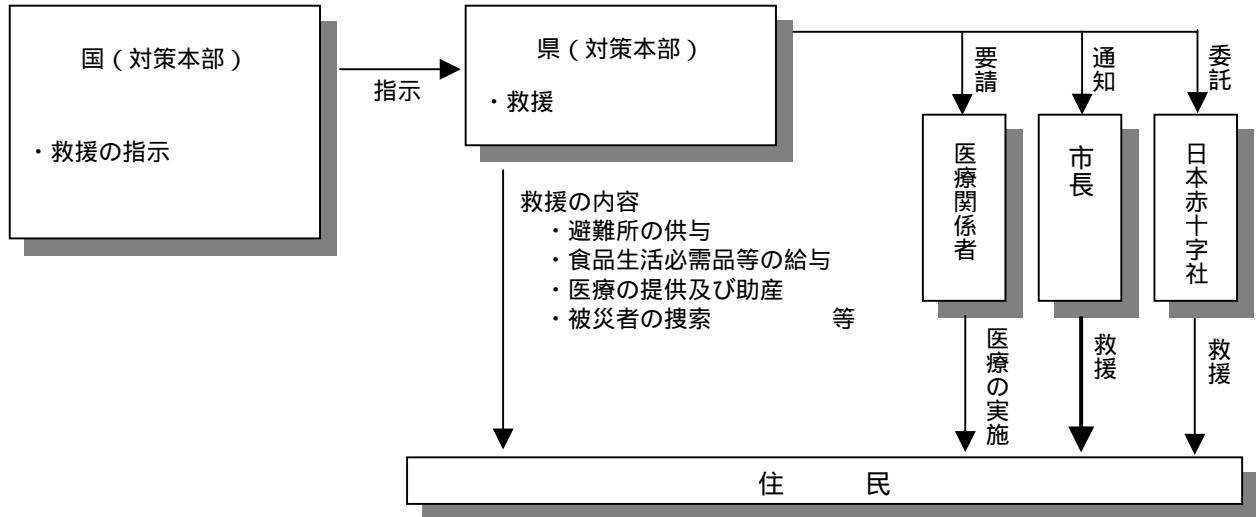 国（対策本部）
・救援の指示
指示
県（対策本部）
・救援
要請
通知
委託
医療関係者
市長
日本赤十字社
救援の内容
・避難所の供与
・食品生活必需品等の給与
・医療の提供及び助産
・被災者の捜索 等
医療の実施
救援
救援
住 民